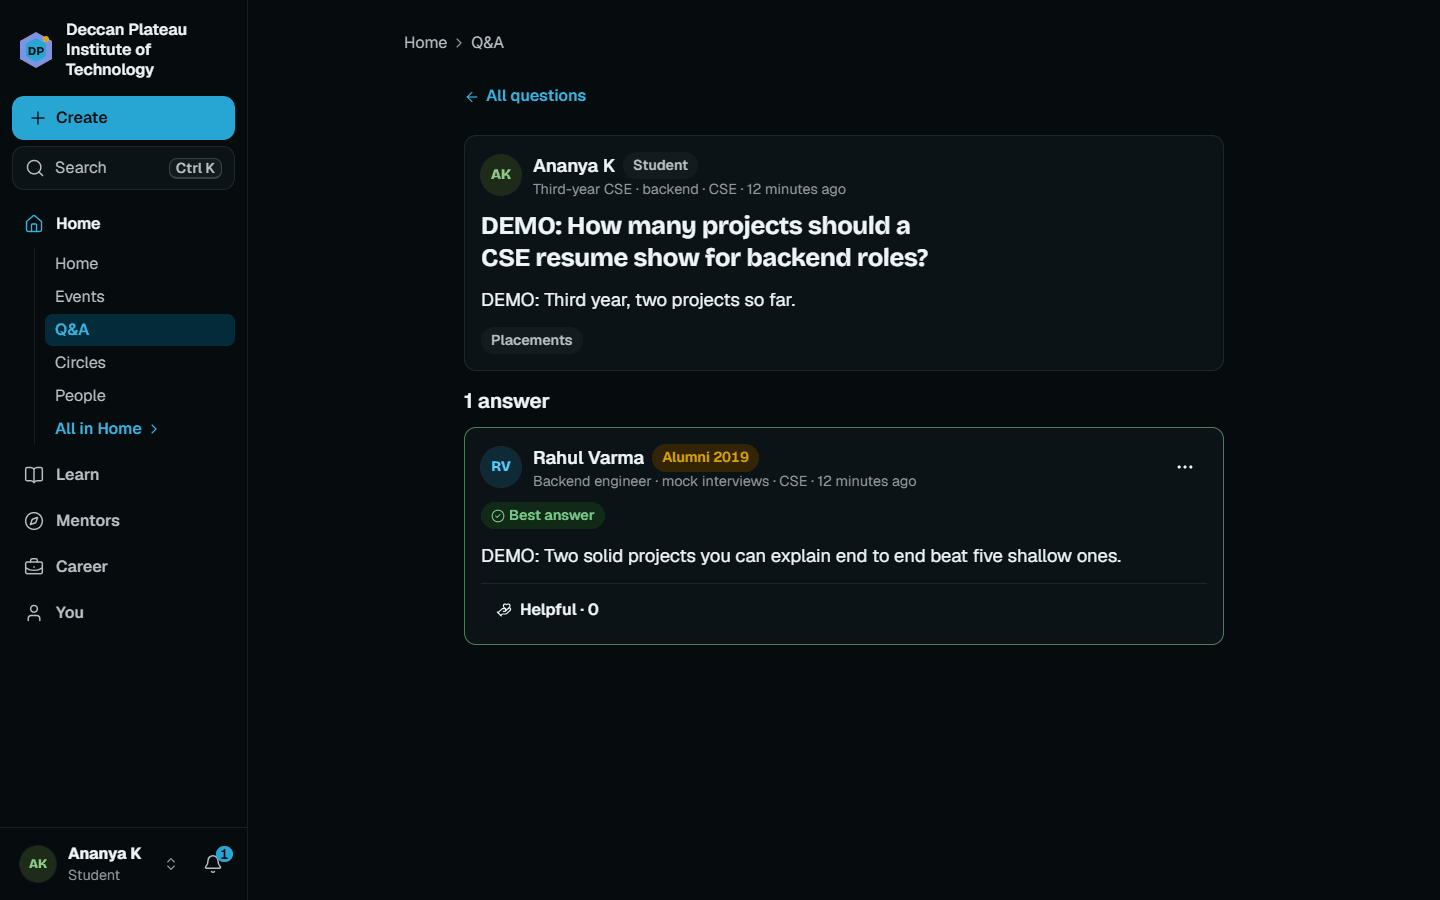 DP
Deccan Plateau
Institute of
Technology
Create
Search Ctrl K
Home
Home
Events
Q&A
Circles
People
All in Home
Learn
Mentors
Career
You
AK
Ananya K
Student
1
Home Q&A
All questions
AK
Ananya K Student
Third-year CSE · backend · CSE · 12 minutes ago
DEMO: How many projects should a
CSE resume show for backend roles?
DEMO: Third year, two projects so far.
Placements
1 answer
RV
Rahul Varma Alumni 2019
Backend engineer · mock interviews · CSE · 12 minutes ago
Best answer
DEMO: Two solid projects you can explain end to end beat five shallow ones.
Helpful · 0